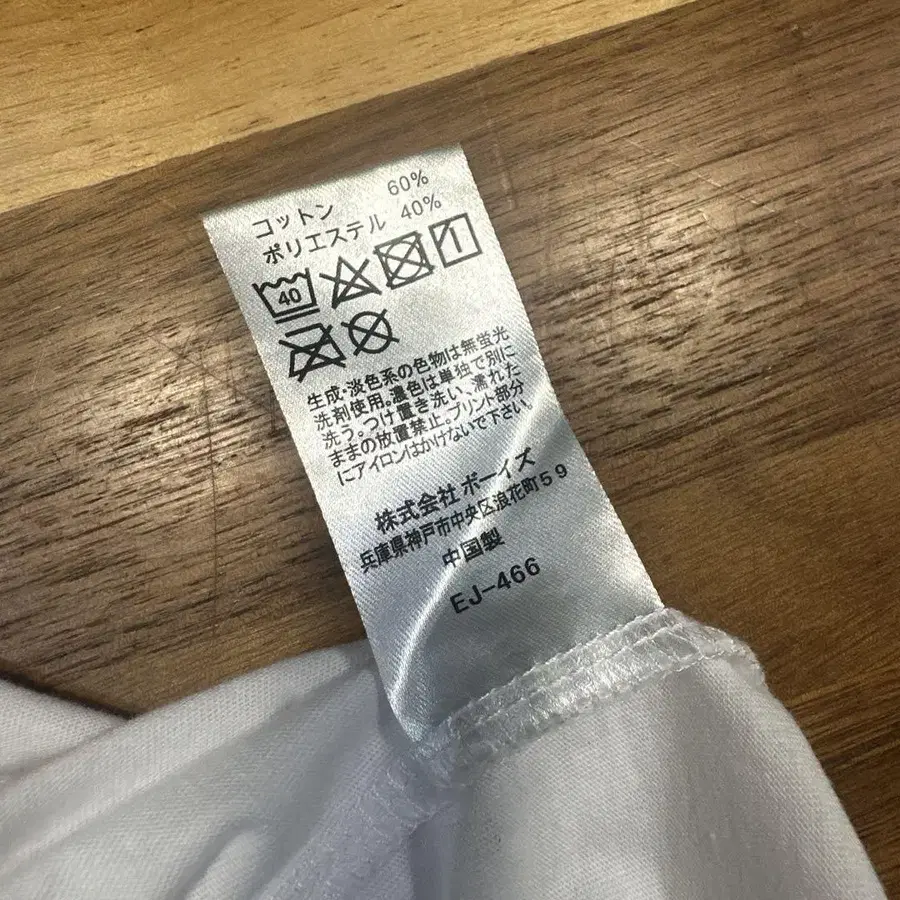 コットン 60%
ポリエステル 40%
40
生成・淡色系の色物は無蛍光
洗剤使用。濃色は単独で別に
洗う。つけ置き洗い、濡れた
ままの放置禁止。プリント部分
にアイロンはかけないで下さい。
株式会社 ボーイズ
兵庫県神戸市中央区浪花町59
中国製
EJ-466